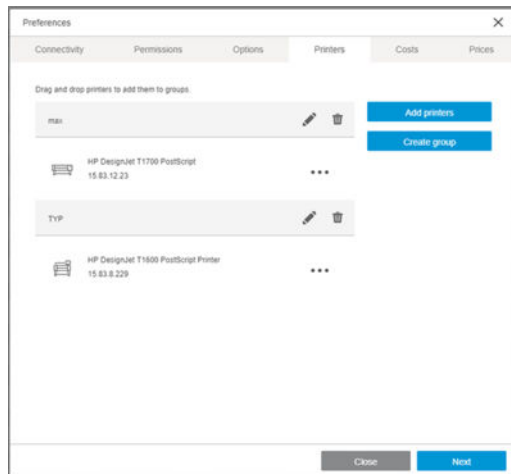 Preferences
Connectivity Permissions Options Printers Costs Prices
Drag and drop printers to add them to groups.
max
Add printers
Create group
HP DesignJet T1700 PostScript
15.83.12.23
TYP
HP DesignJet T1600 PostScript Printer
15.83.8.229
Close Next